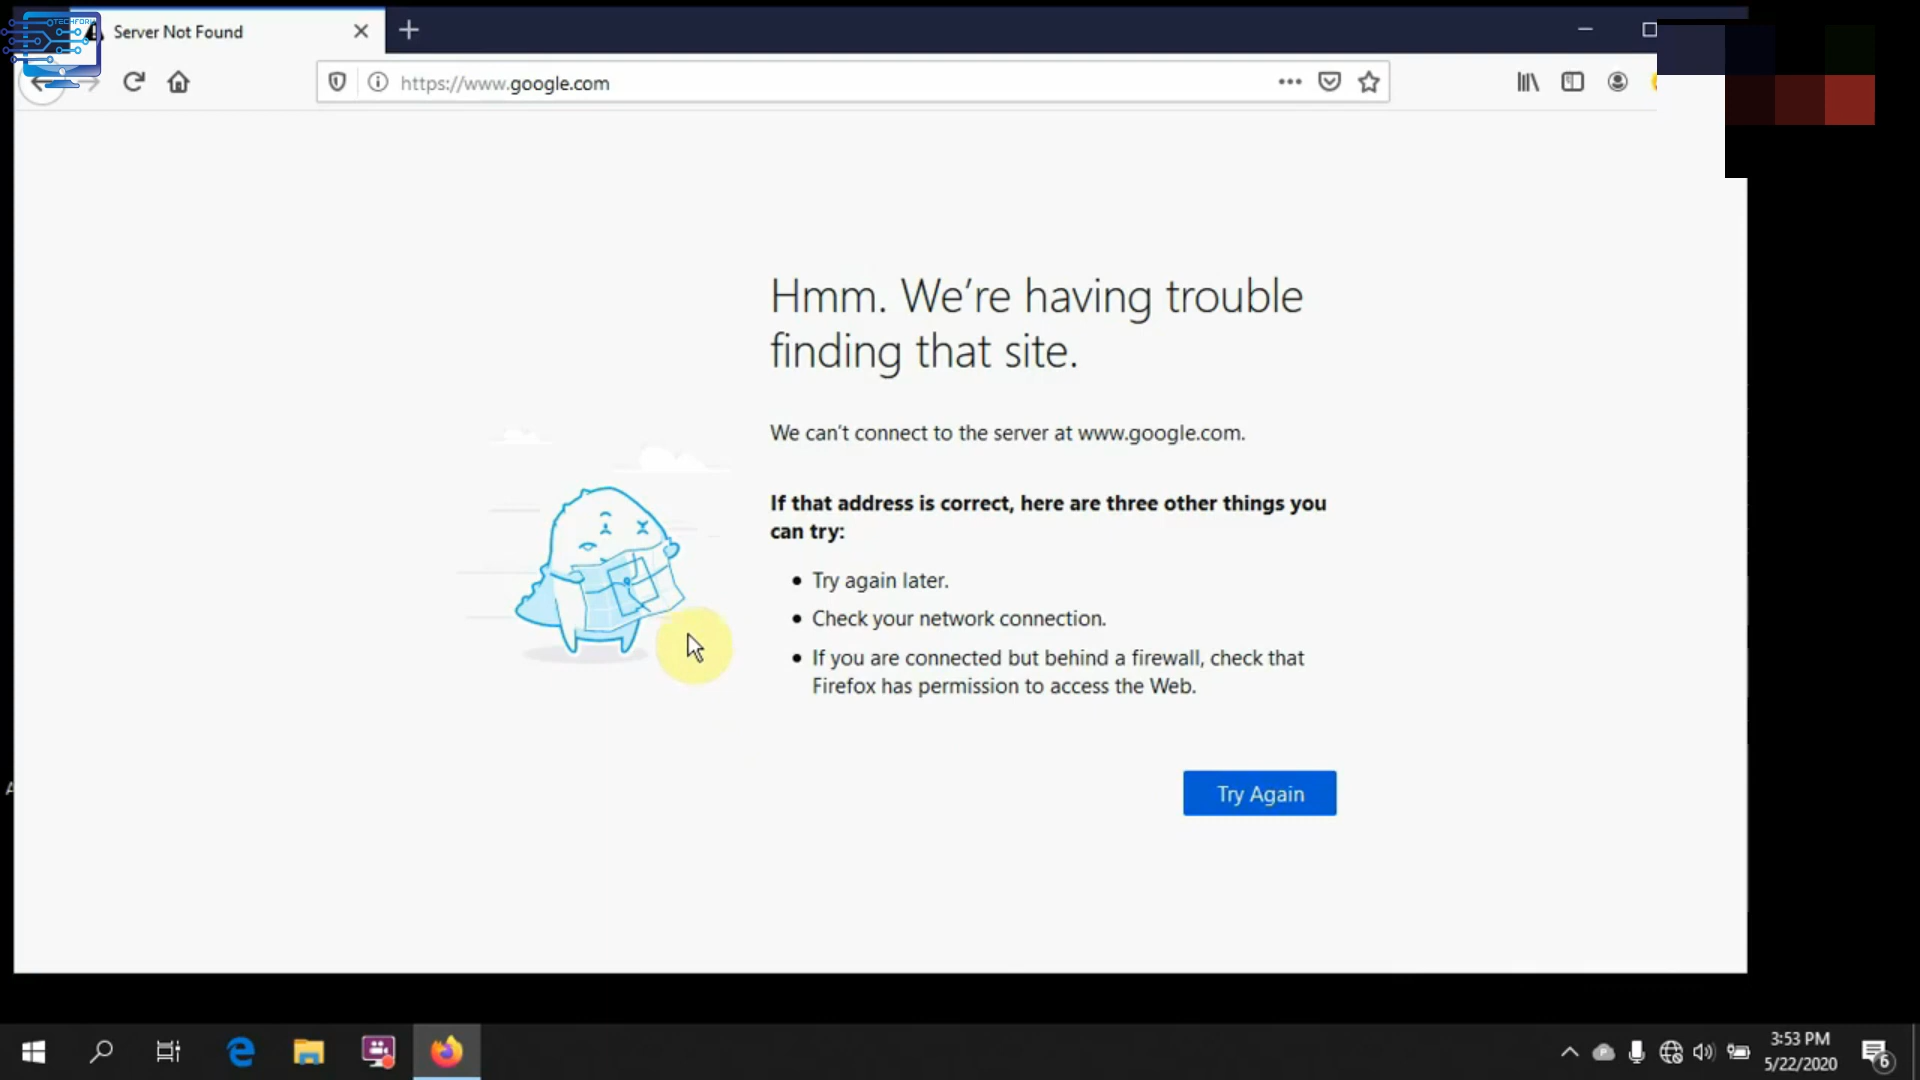 TECHFORK
Server Not Found
https://www.google.com
Hmm. We’re having trouble
finding that site.
We can’t connect to the server at www.google.com.
If that address is correct, here are three other things you
can try:
Try again later.
Check your network connection.
If you are connected but behind a firewall, check that
Firefox has permission to access the Web.
Try Again
3:53 PM
5/22/2020
6